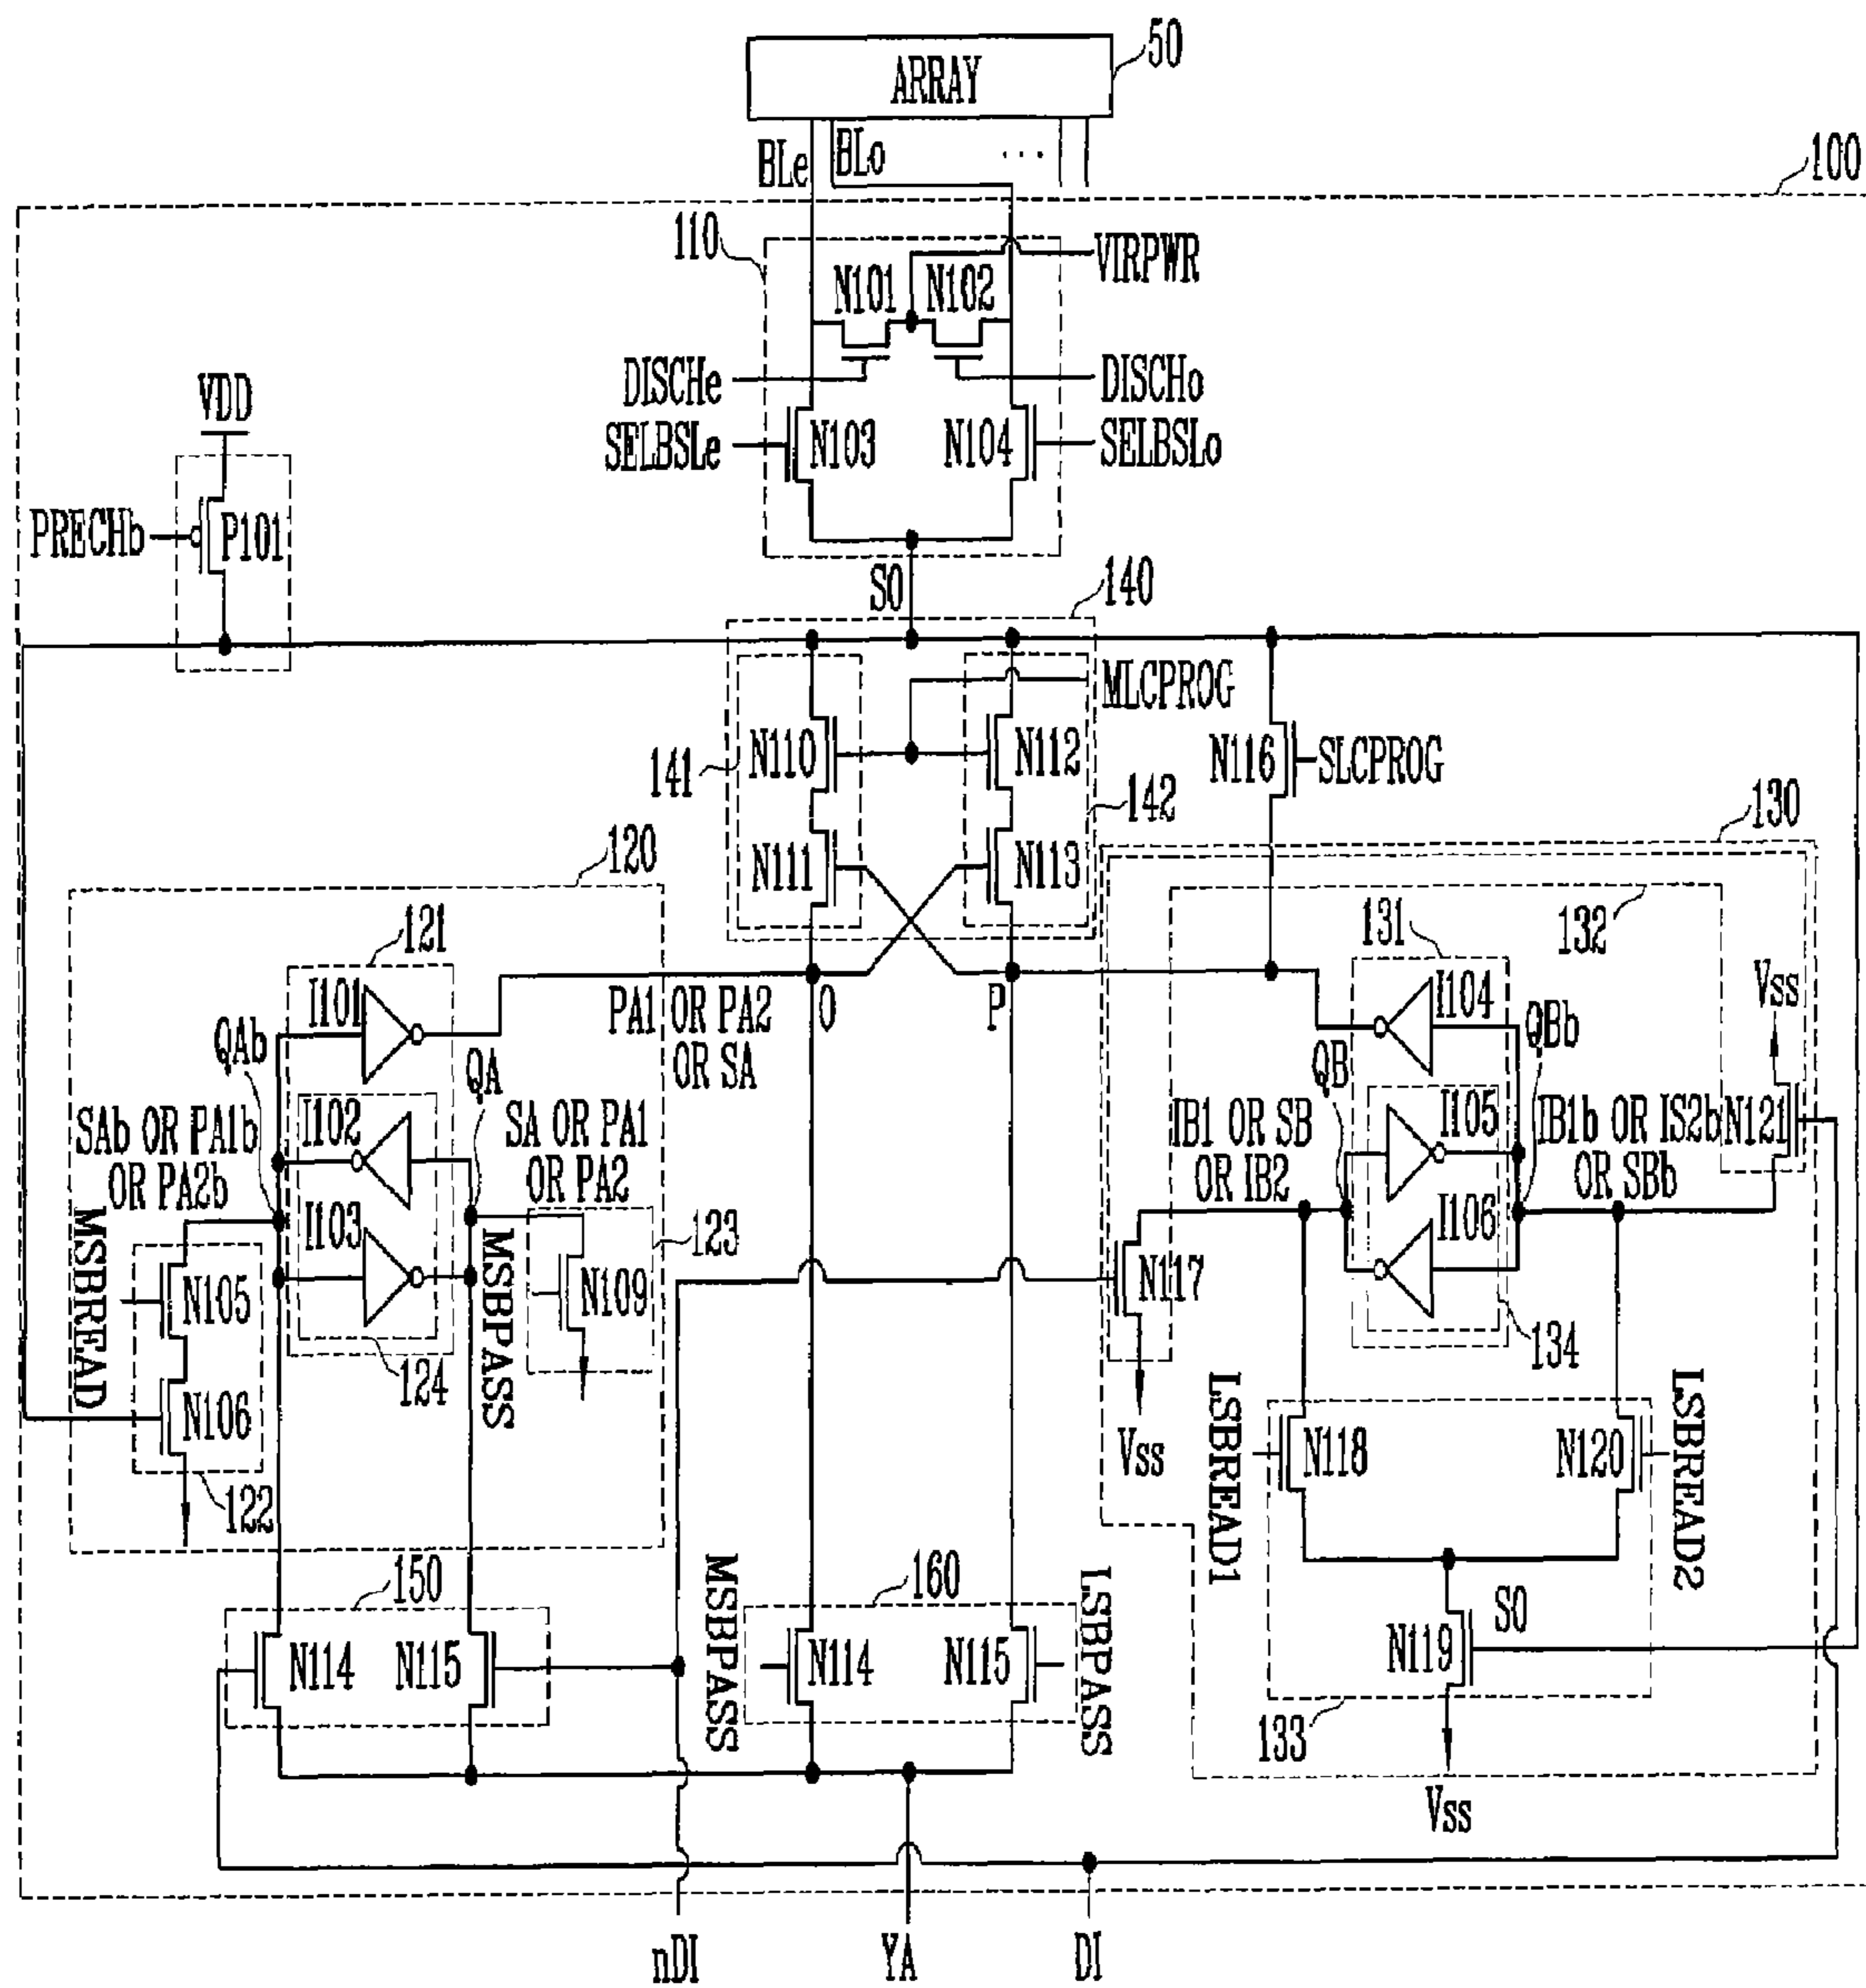 ARRAY
50
BLe
BLo
...
100
110
VIRPWR
N101
N102
DISCHe
DISCHo
VDD
SELBSLe
N103
N104
SELBSLo
PRECHb
P101
SO
140
MLCPROG
141
N110
N112
N116
SLCPROG
142
130
120
N111
N113
132
121
131
I101
PA1 OR PA2
OR SA
O
P
I104
Vss
QAb
QA
QB
QBb
SAb OR PA1b
OR PA2b
I102
SA OR PA1
OR PA2
IB1 OR SB
OR IB2
I105
IB1b OR IS2b
OR SBb
N121
MSBREAD
I103
MSBPASS
123
I106
N105
N109
N117
134
124
N106
122
Vss
LSBREAD1
N118
N120
LSBREAD2
150
MSBPASS
160
LSBPASS
SO
N114
N115
N114
N115
N119
133
Vss
nDI
YA
DI